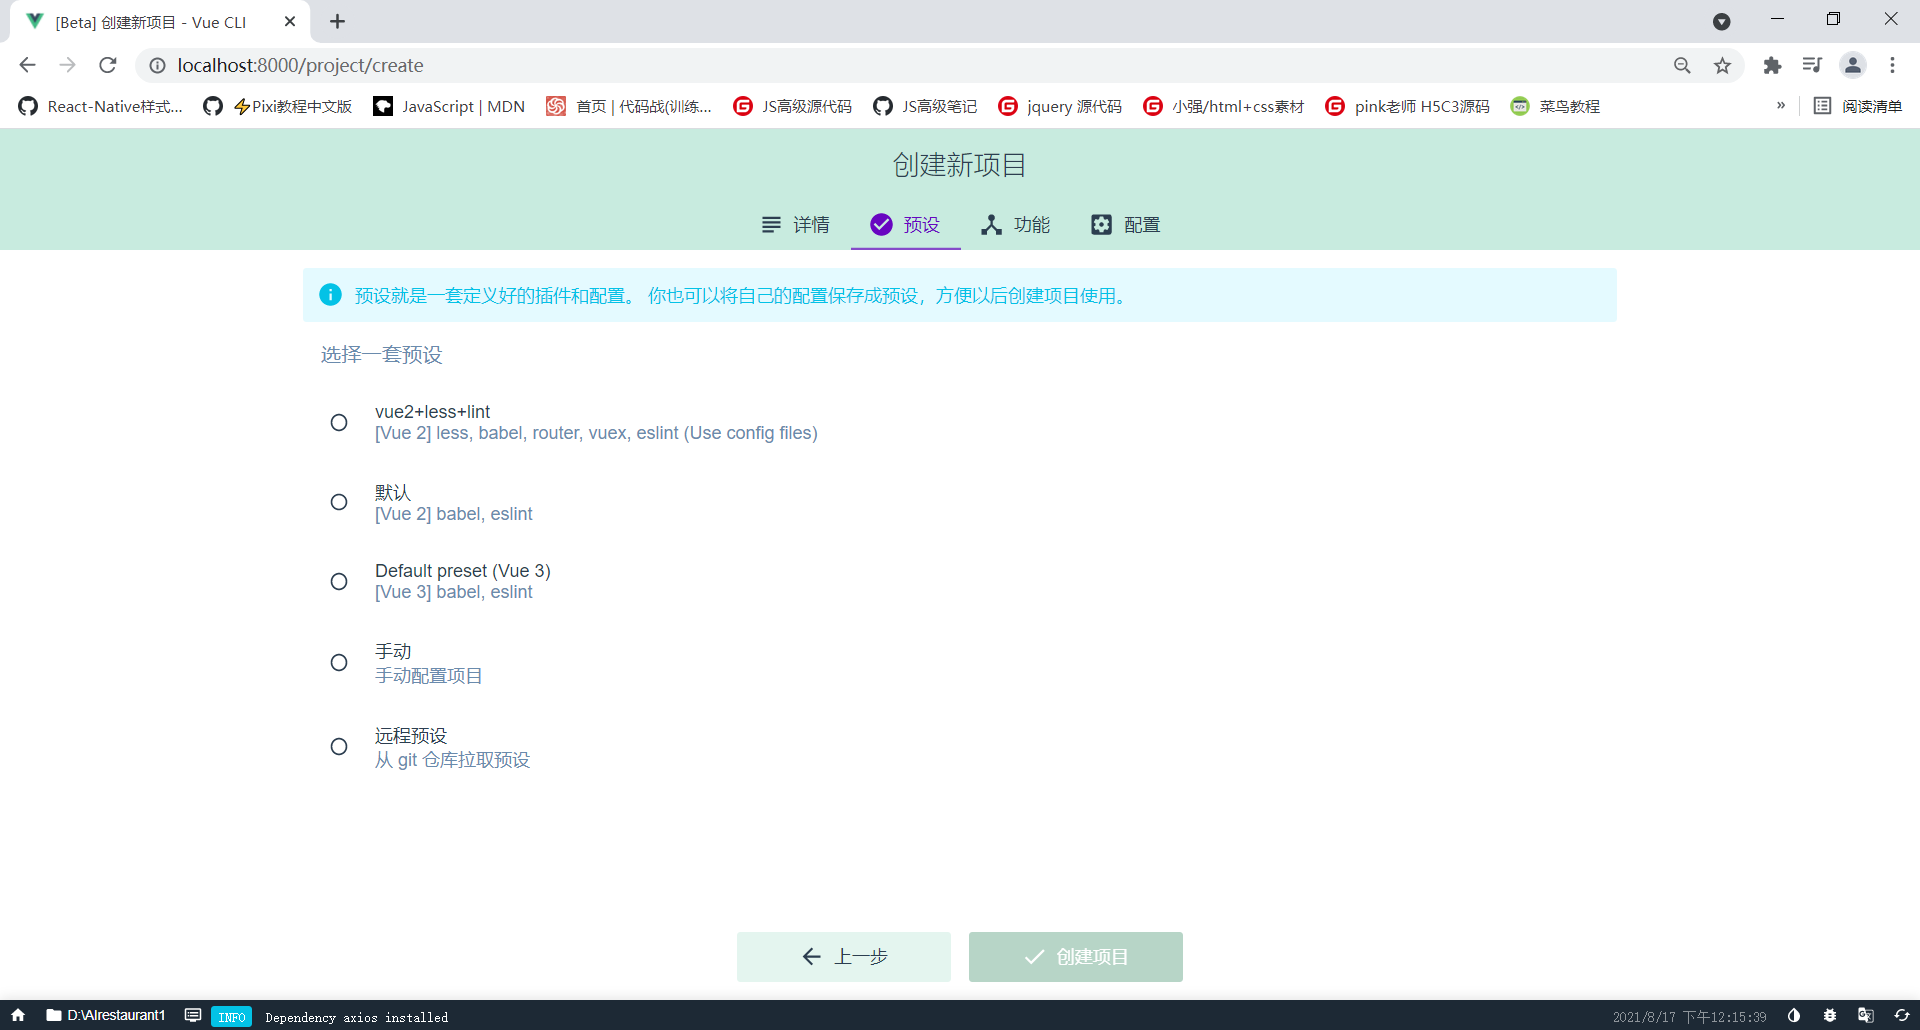 [Beta] 创建新项目 - Vue CLI
localhost:8000/project/create
React-Native样式... ⚡Pixi教程中文版 JavaScript | MDN 首页 | 代码战(训练... JS高级源代码 JS高级笔记 jquery 源代码 小强/html+css素材 pink老师 H5C3源码 菜鸟教程 » 阅读清单
创建新项目
详情 预设 功能 配置
预设就是一套定义好的插件和配置。 你也可以将自己的配置保存成预设，方便以后创建项目使用。
选择一套预设
vue2+less+lint
[Vue 2] less, babel, router, vuex, eslint (Use config files)
默认
[Vue 2] babel, eslint
Default preset (Vue 3)
[Vue 3] babel, eslint
手动
手动配置项目
远程预设
从 git 仓库拉取预设
上一步 创建项目
D:\AIrestaurant1 INFO Dependency axios installed 2021/8/17 下午12:15:39